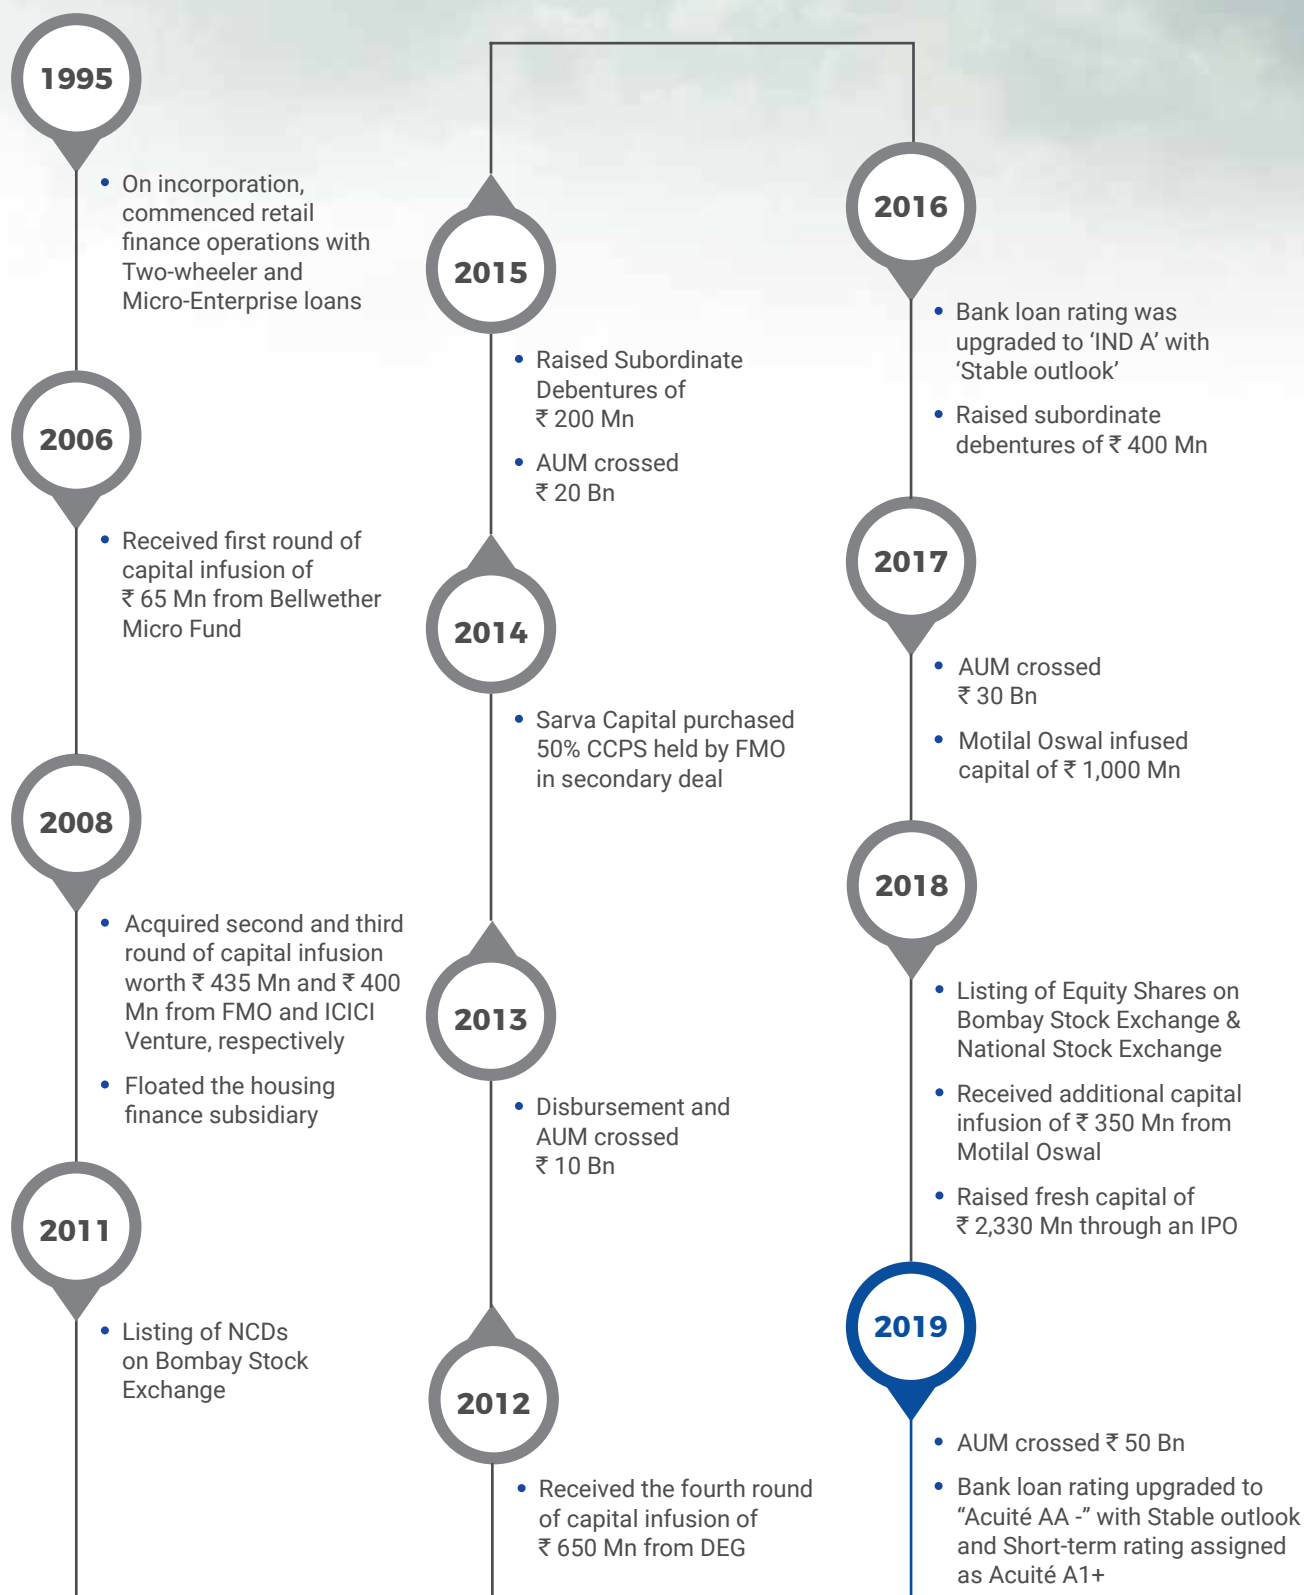 1995
On incorporation,
commenced retail
finance operations with
Two-wheeler and
Micro-Enterprise loans
2006
Received first round of
capital infusion of
₹ 65 Mn from Bellwether
Micro Fund
2008
Acquired second and third
round of capital infusion
worth ₹ 435 Mn and ₹ 400
Mn from FMO and ICICI
Venture, respectively
Floated the housing
finance subsidiary
2011
Listing of NCDs
on Bombay Stock
Exchange
2012
Received the fourth round
of capital infusion of
₹ 650 Mn from DEG
2013
Disbursement and
AUM crossed
₹ 10 Bn
2014
Sarva Capital purchased
50% CCPS held by FMO
in secondary deal
2015
Raised Subordinate
Debentures of
₹ 200 Mn
AUM crossed
₹ 20 Bn
2016
Bank loan rating was
upgraded to ‘IND A’ with
‘Stable outlook’
Raised subordinate
debentures of ₹ 400 Mn
2017
AUM crossed
₹ 30 Bn
Motilal Oswal infused
capital of ₹ 1,000 Mn
2018
Listing of Equity Shares on
Bombay Stock Exchange &
National Stock Exchange
Received additional capital
infusion of ₹ 350 Mn from
Motilal Oswal
Raised fresh capital of
₹ 2,330 Mn through an IPO
2019
AUM crossed ₹ 50 Bn
Bank loan rating upgraded to
“Acuité AA -” with Stable outlook
and Short-term rating assigned
as Acuité A1+